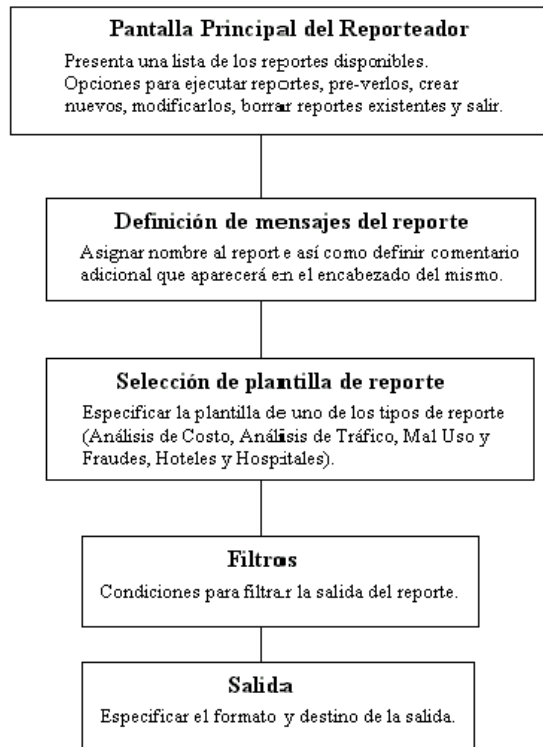 Pantalla Principal del Reporteador
Presenta una lista de los reportes disponibles.
Opciones para ejecutar reportes, pre-verlos, crear
nuevos, modificarlos, borrar reportes existentes y salir.
Definición de mensajes del reporte
Asignar nombre al reporte así como definir comentario
adicional que aparecerá en el encabezado del mismo.
Selección de plantilla de reporte
Especificar la plantilla de uno de los tipos de reporte
(Análisis de Costo, Análisis de Tráfico, Mal Uso y
Fraudes, Hoteles y Hospitales).
Filtros
Condiciones para filtrar la salida del reporte.
Salida
Especificar el formato y destino de la salida.